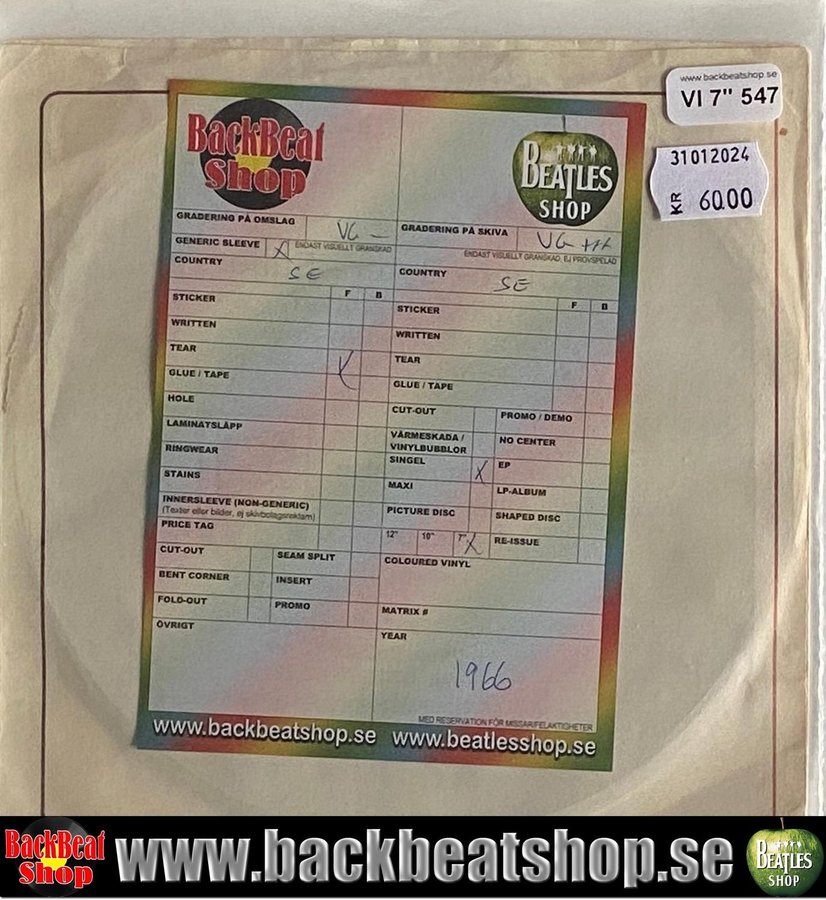 www.backbeatshop.se
VI 7" 547
31012024
KR 6000
BackBeat
Shop
BEATLES
SHOP
GRADERING PÅ OMSLAG VG -
GENERIC SLEEVE X ENDAST VISUELLT GRANSKAD
COUNTRY
SE
F B
STICKER
WRITTEN
TEAR
GLUE / TAPE X
HOLE
LAMINATSLÄPP
RINGWEAR
STAINS
INNERSLEEVE (NON-GENERIC)
(Texter eller bilder, ej skivbolagsreklam)
PRICE TAG
CUT-OUT SEAM SPLIT
BENT CORNER INSERT
FOLD-OUT PROMO
ÖVRIGT
GRADERING PÅ SKIVA VG +++
ENDAST VISUELLT GRANSKAD, EJ PROVSPELAD
COUNTRY
SE
F B
STICKER
WRITTEN
TEAR
GLUE / TAPE
CUT-OUT PROMO / DEMO
VÄRMESKADA / NO CENTER
VINYLBUBBLOR
SINGEL X EP
MAXI LP-ALBUM
PICTURE DISC SHAPED DISC
12" 10" 7" X RE-ISSUE
COLOURED VINYL
MATRIX #
YEAR
1966
MED RESERVATION FÖR MISSAR/FELAKTIGHETER
www.backbeatshop.se www.beatlesshop.se
BackBeat
Shop
www.backbeatshop.se
BEATLES
SHOP